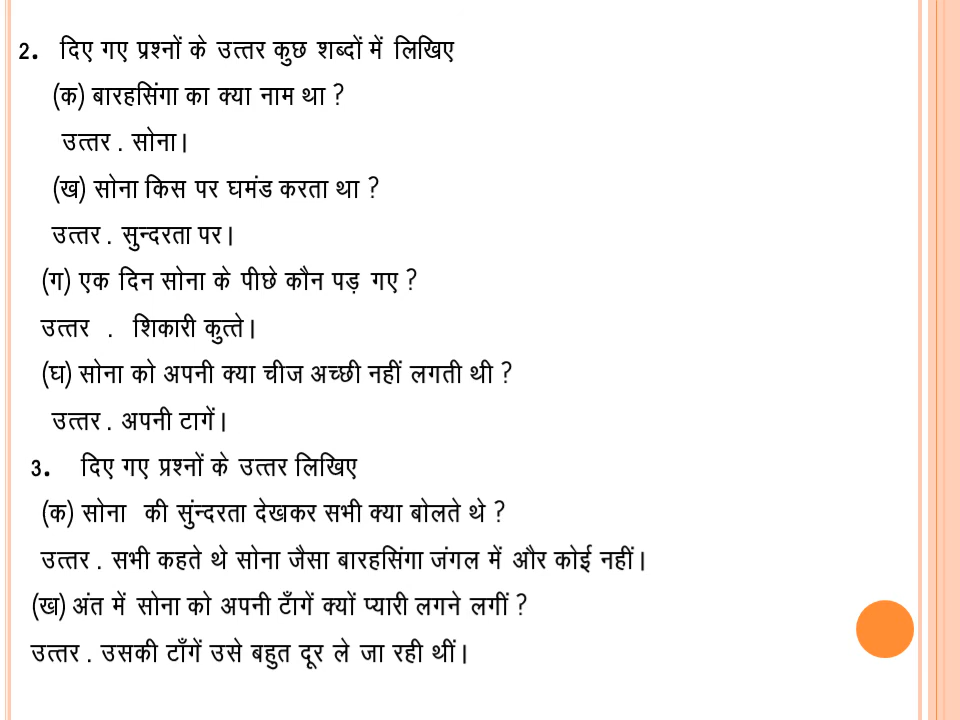 2. दिए गए प्रश्नों के उत्तर कुछ शब्दों में लिखिए
(क) बारहसिंगा का क्या नाम था ?
उत्तर . सोना।
(ख) सोना किस पर घमंड करता था ?
उत्तर . सुन्दरता पर।
(ग) एक दिन सोना के पीछे कौन पड़ गए ?
उत्तर . शिकारी कुत्ते।
(घ) सोना को अपनी क्या चीज अच्छी नहीं लगती थी ?
उत्तर . अपनी टागें।
3. दिए गए प्रश्नों के उत्तर लिखिए
(क) सोना की सुंन्दरता देखकर सभी क्या बोलते थे ?
उत्तर . सभी कहते थे सोना जैसा बारहसिंगा जंगल में और कोई नहीं।
(ख) अंत में सोना को अपनी टाँगें क्यों प्यारी लगने लगीं ?
उत्तर . उसकी टाँगें उसे बहुत दूर ले जा रही थीं।